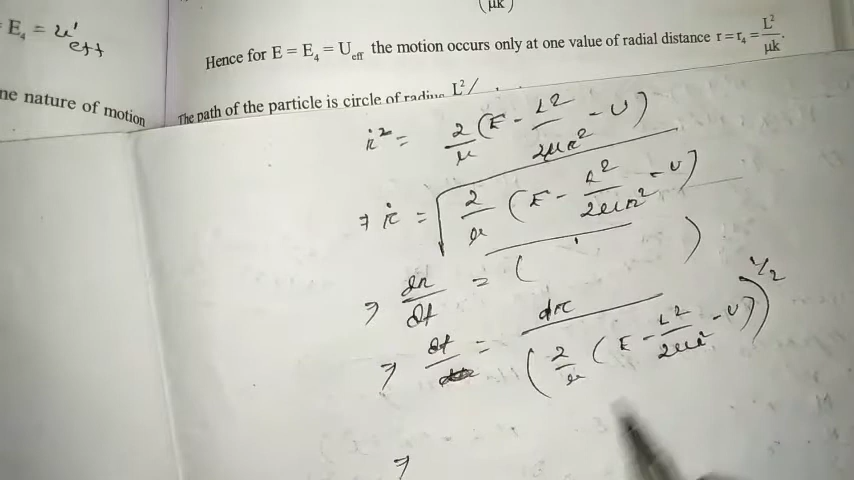 (μk)
= E₄ = u'eff
Hence for E = E₄ = Ueff the motion occurs only at one value of radial distance r = r₄ = L²/μk.
ne nature of motion
The path of the particle is circle of radius L²/
ṙ² = 2/μ (E - L²/2μr² - U)
⇒ ṙ = √(2/μ (E - L²/2μr² - U))
⇒ dr/dt = ( )
⇒ dt = dr/(2/μ (E - L²/2μr² - U))^1/2
⇒